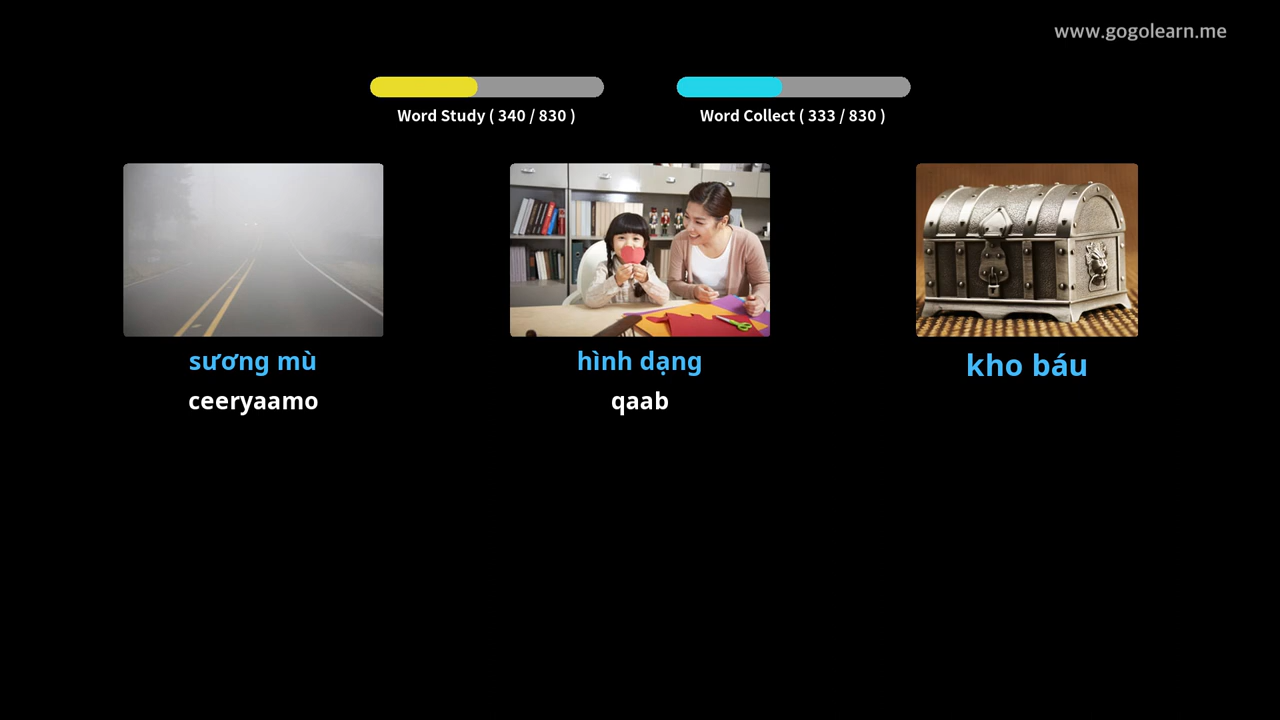 www.gogolearn.me
Word Study ( 340 / 830 )
Word Collect ( 333 / 830 )
sương mù
hình dạng
kho báu
ceeryaamo
qaab